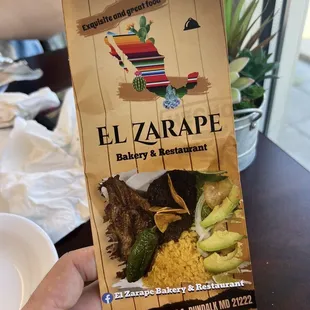 Exquisite and great food
EL ZARAPE
Bakery & Restaurant
El Zarape Bakery & Restaurant
DUNDALK MD 21222